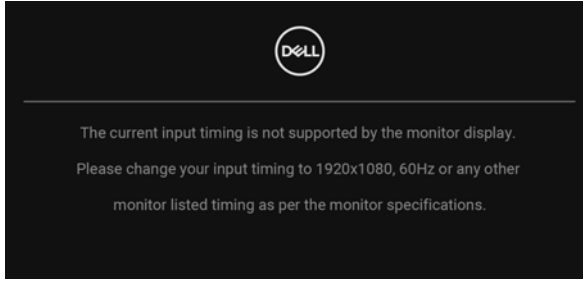 DELL
The current input timing is not supported by the monitor display.
Please change your input timing to 1920x1080, 60Hz or any other
monitor listed timing as per the monitor specifications.